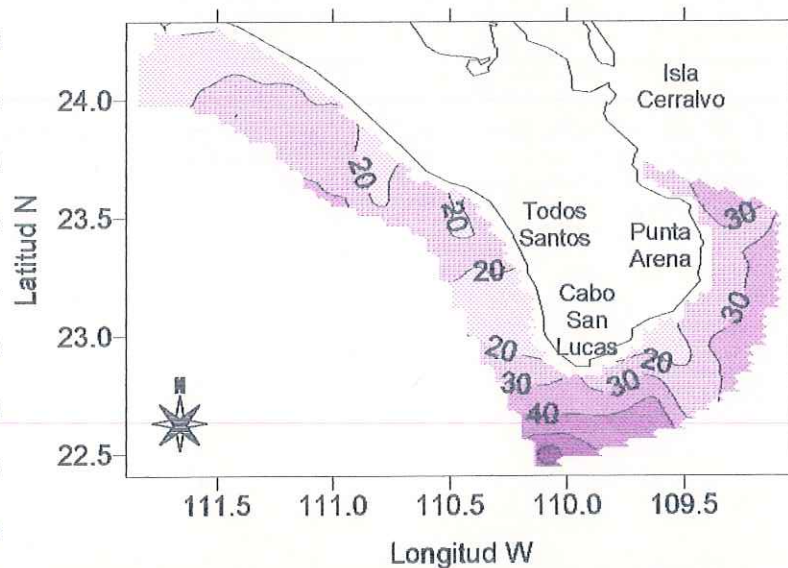 Isla
Cerralvo
24.0
20
20
30
23.5
Todos
Santos
Punta
Arena
Latitud N
20
30
Cabo
San
Lucas
23.0
20
20
30
30
40
N
22.5
111.5
111.0
110.5
110.0
109.5
Longitud W